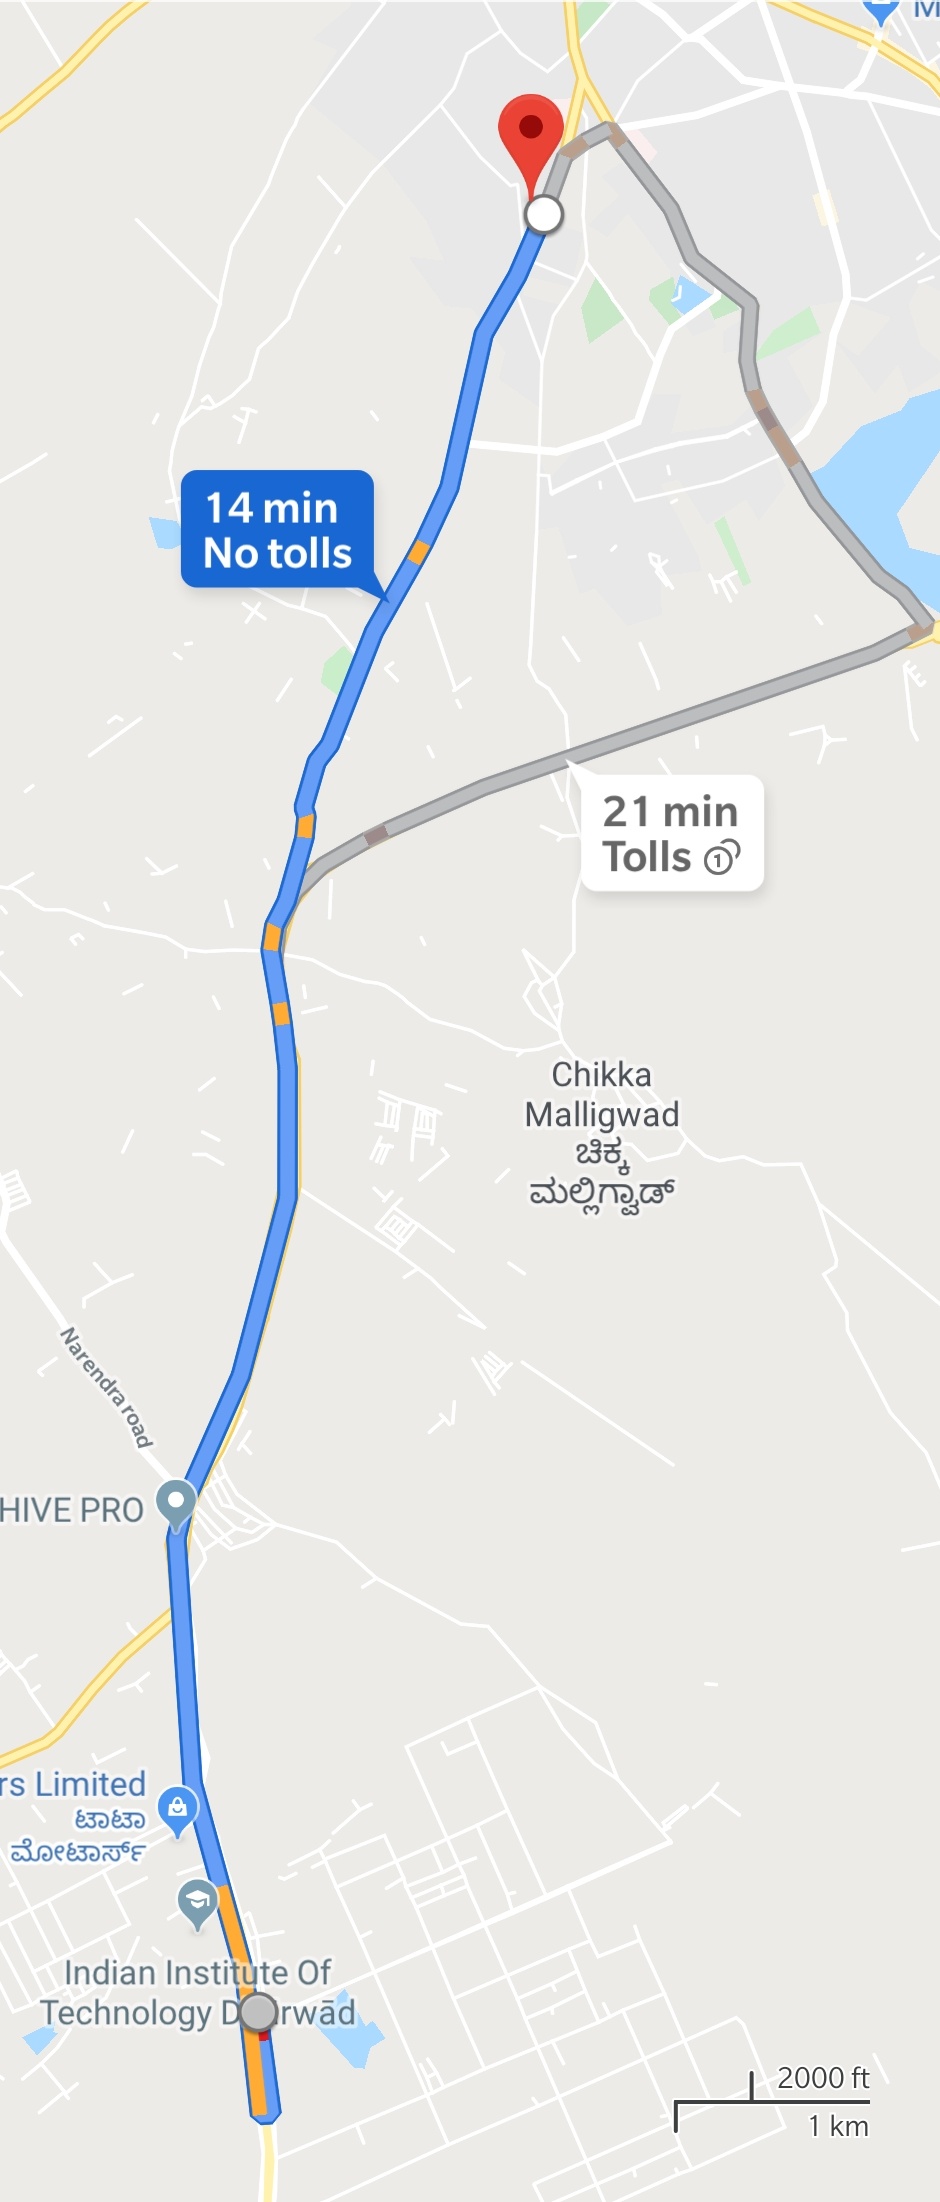 14 min
No tolls
21 min
Tolls
Chikka
Malligwad
ಚಿಕ್ಕ
ಮಲ್ಲಿಗ್ವಾಡ್
Narendra road
HIVE PRO
rs Limited
ಟಾಟಾ
ಮೋಟಾರ್ಸ್
Indian Institute Of
Technology
2000 ft
1 km